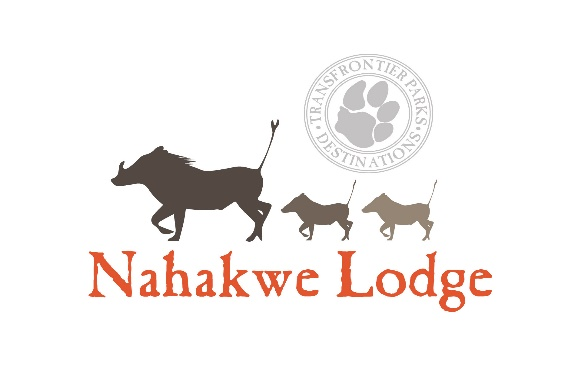 • TRANSFRONTIER PARKS •
DESTINATIONS
Nahakwe Lodge